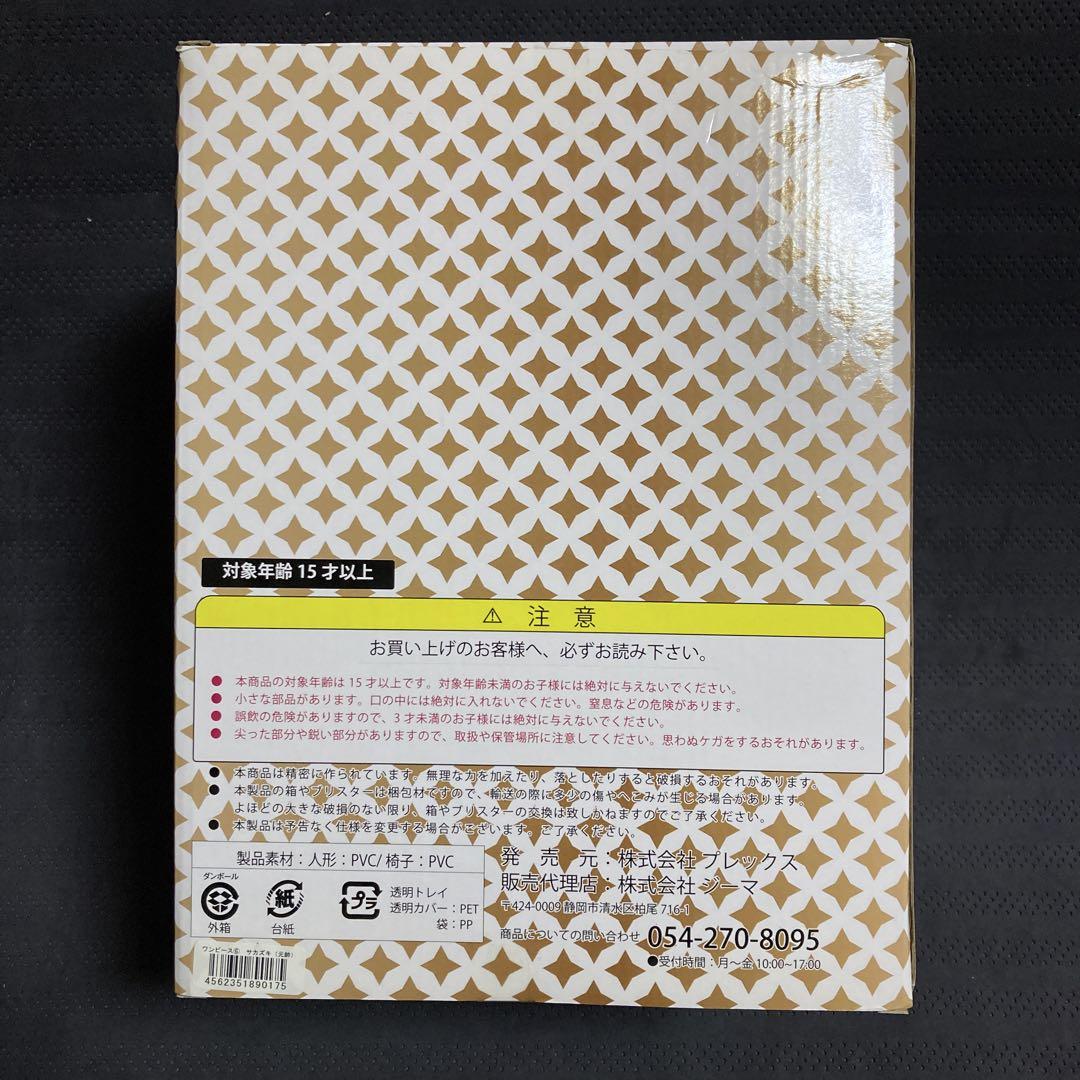 対象年齢 15 才以上
⚠ 注 意
お買い上げのお客様へ、必ずお読み下さい。
● 本商品の対象年齢は 15 才以上です。対象年齢未満のお子様には絶対に与えないでください。
● 小さな部品があります。口の中には絶対に入れないでください。窒息などの危険があります。
● 誤飲の危険がありますので、3 才未満のお子様には絶対に与えないでください。
● 尖った部分や鋭い部分がありますので、取扱や保管場所に注意してください。思わぬケガをするおそれがあります。
● 本商品は精密に作られています。無理な力を加えたり、落としたりすると破損するおそれがあります。
● 本製品の箱やブリスターは梱包材ですので、輸送の際に多少の傷やへこみが生じる場合があります。
よほどの大きな破損のない限り、箱やブリスターの交換は致しかねますのでご了承ください。
● 本製品は予告なく仕様を変更する場合がございます。ご了承ください。
製品素材：人形：PVC/ 椅子：PVC
ダンボール
外箱
紙
台紙
プラ
透明トレイ
透明カバー：PET
袋：PP
発 売 元：株式会社 プレックス
販売代理店：株式会社 ジーマ
〒424-0009 静岡市清水区柏尾 716-1
商品についての問い合わせ 054-270-8095
●受付時間：月〜金 10:00~17:00
ワンピース⑥ サカズキ（元帥）
4562351890175